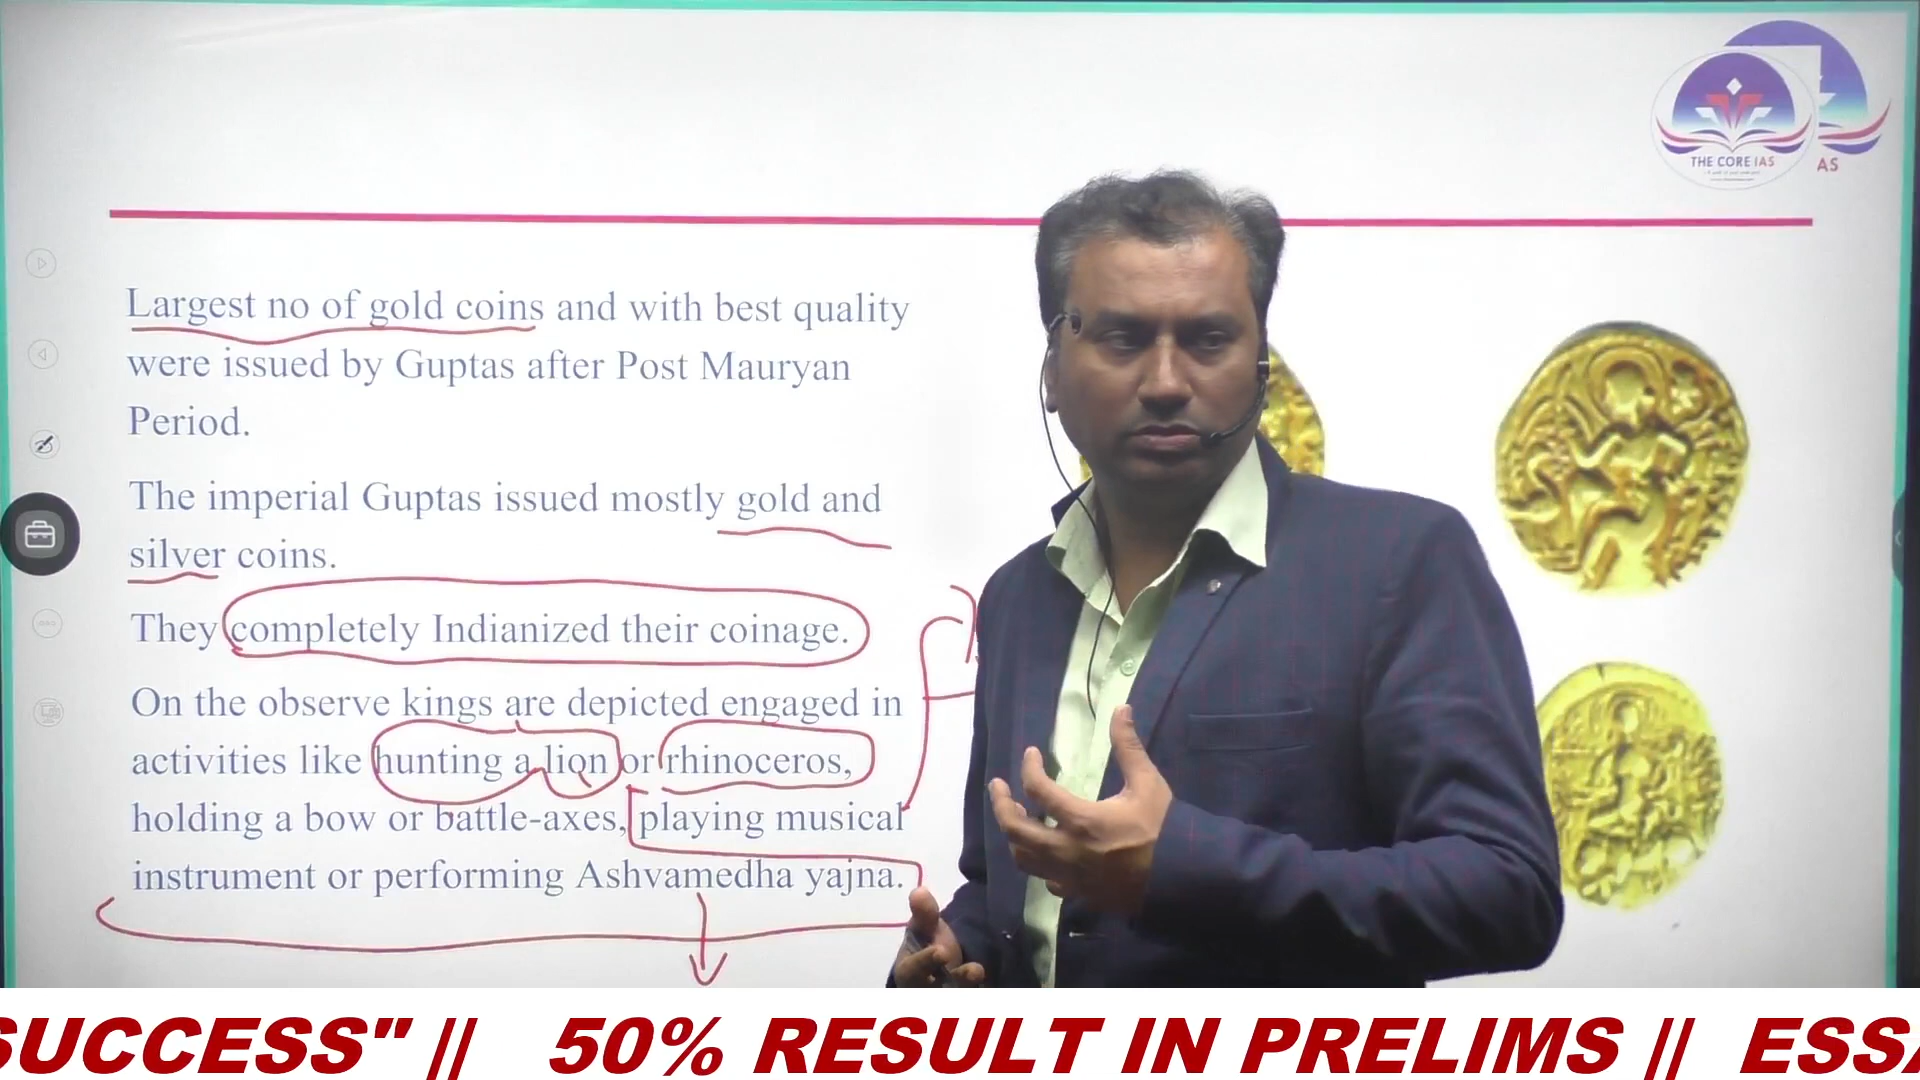 THE CORE IAS
AS
Largest no of gold coins and with best quality
were issued by Guptas after Post Mauryan
Period.
The imperial Guptas issued mostly gold and
silver coins.
They completely Indianized their coinage.
On the observe kings are depicted engaged in
activities like hunting a lion or rhinoceros,
holding a bow or battle-axes, playing musical
instrument or performing Ashvamedha yajna.
SUCCESS" || 50% RESULT IN PRELIMS || ESSA